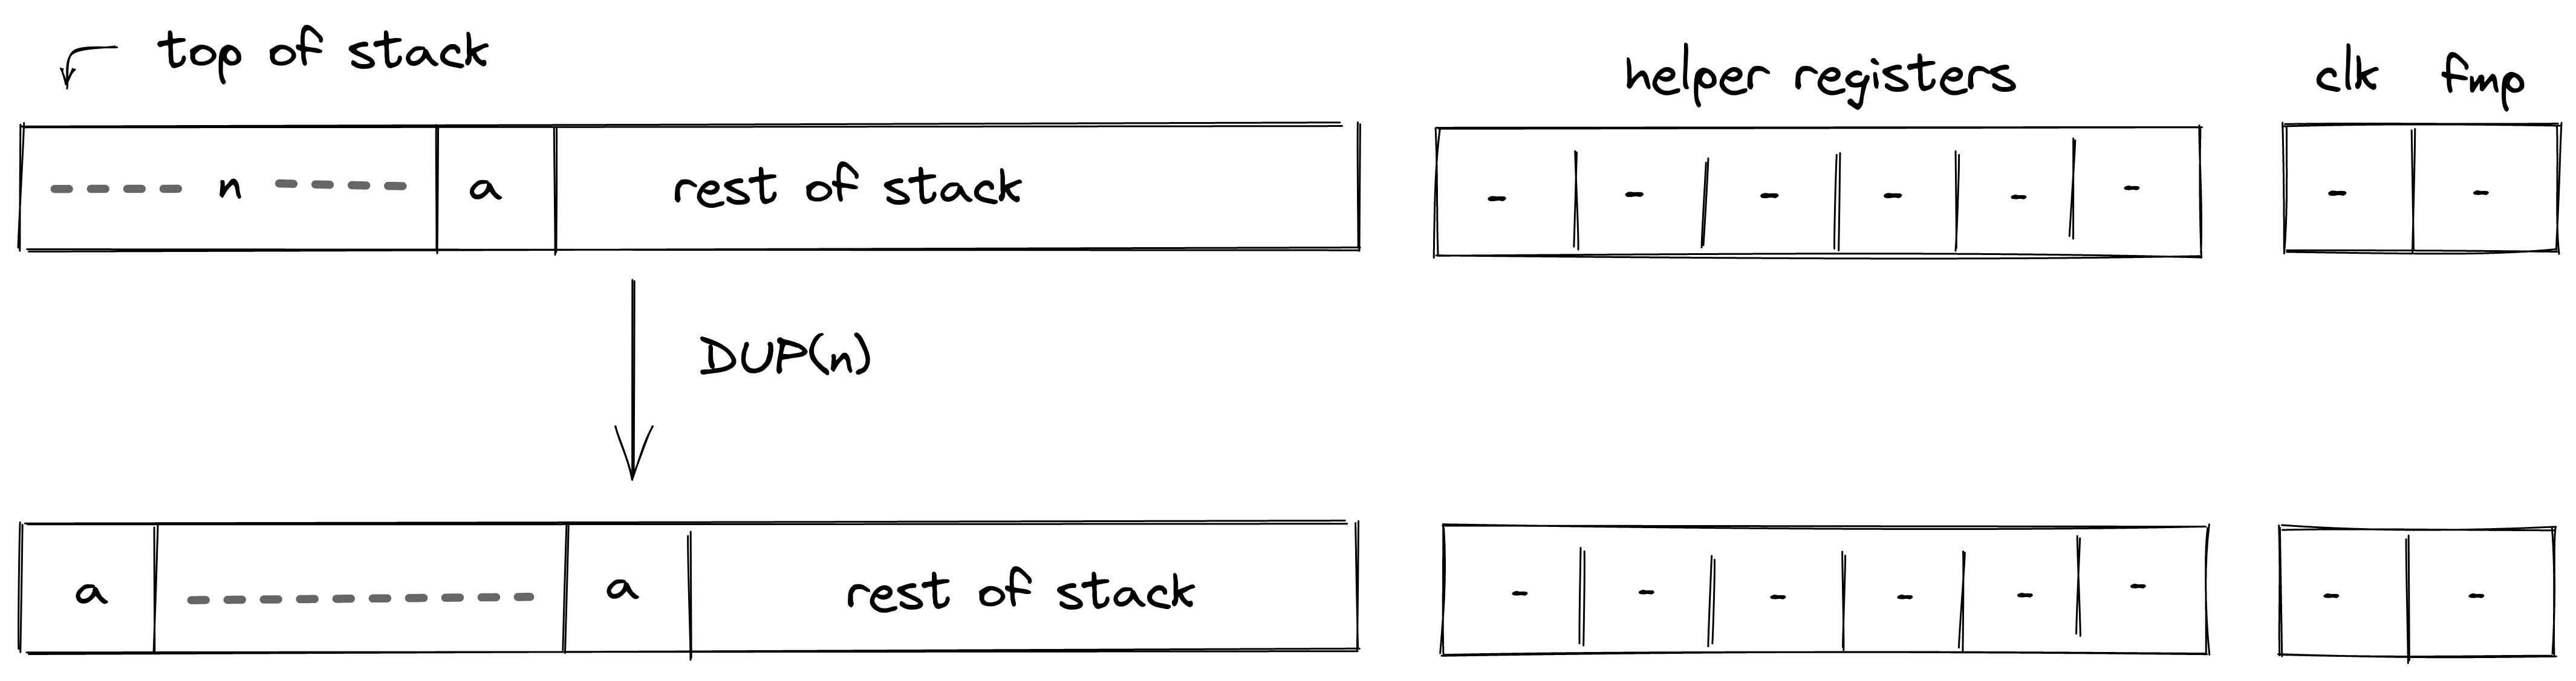 top of stack
helper registers
clk fmp
---- n ---- a rest of stack
- - - - - -
- -
DUP(n)
a ---------- a rest of stack
- - - - - -
- -